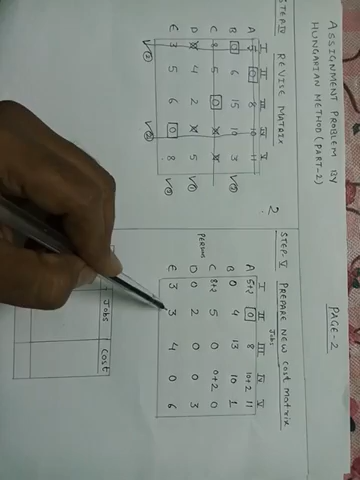 ASSIGNMENT PROBLEM BY
HUNGARIAN METHOD (PART-2)
PAGE-2
STEP-IV REVISE MATRIX
I II III IV V
A 5 0 8 10 11
B 0 6 15 10 3
C 8 5 0 X X
D X 4 2 X 5
E 3 5 6 0 8
2
STEP-V PREPARE NEW COST MATRIX
Jobs
I II III IV V
A 5+2 0 8 10+2 11
B 0 4 13 10 1
C 8+2 5 0 0+2 0
D 0 2 0 0 3
E 3 3 4 0 6
PERSONS
Jobs COST